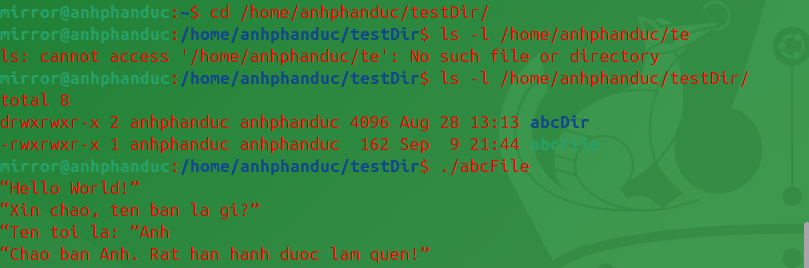 mirror@anhphanduc:~$ cd /home/anhphanduc/testDir/
mirror@anhphanduc:/home/anhphanduc/testDir$ ls -l /home/anhphanduc/te
ls: cannot access '/home/anhphanduc/te': No such file or directory
mirror@anhphanduc:/home/anhphanduc/testDir$ ls -l /home/anhphanduc/testDir/
total 8
drwxrwxr-x 2 anhphanduc anhphanduc 4096 Aug 28 13:13 abcDir
-rwxrwxr-x 1 anhphanduc anhphanduc  162 Sep  9 21:44 abcFile
mirror@anhphanduc:/home/anhphanduc/testDir$ ./abcFile
“Hello World!”
“Xin chao, ten ban la gi?”
“Ten toi la: ”Anh
“Chao ban Anh. Rat han hanh duoc lam quen!”